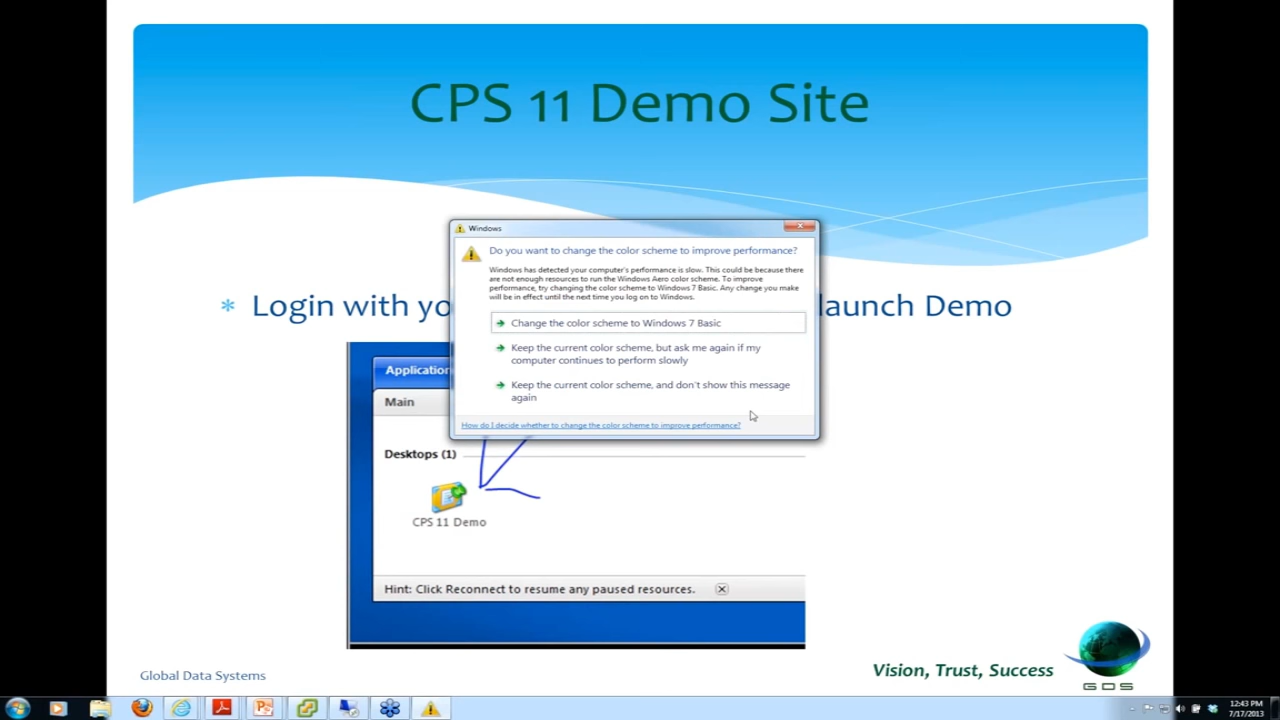 CPS 11 Demo Site
Windows
Do you want to change the color scheme to improve performance?
Windows has detected your computer's performance is slow. This could be because there
are not enough resources to run the Windows Aero color scheme. To improve
performance, try changing the color scheme to Windows 7 Basic. Any change you make
will be in effect until the next time you log on to Windows.
Login with yo
launch Demo
Change the color scheme to Windows 7 Basic
Keep the current color scheme, but ask me again if my
computer continues to perform slowly
Keep the current color scheme, and don't show this message
again
How do I decide whether to change the color scheme to improve performance?
Application
Main
Desktops (1)
CPS 11 Demo
Hint: Click Reconnect to resume any paused resources.
Global Data Systems
Vision, Trust, Success
GDS
12:43 PM
7/17/2013